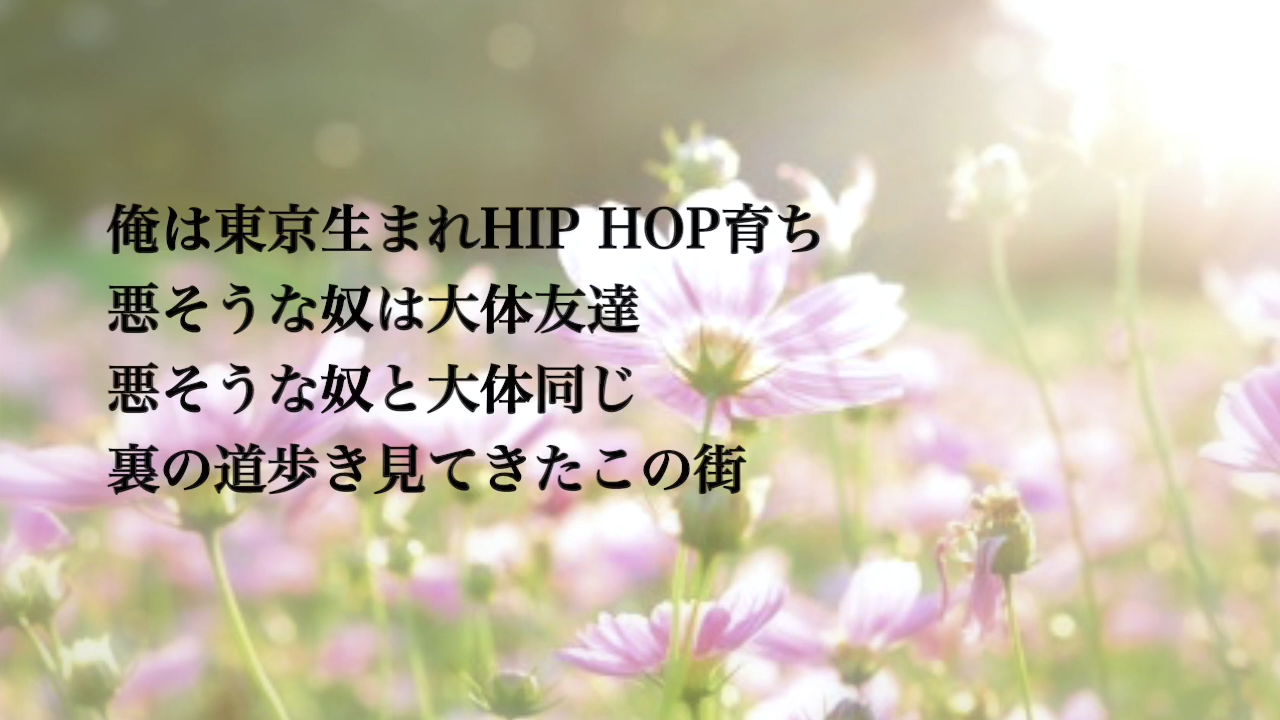 俺は東京生まれHIP HOP育ち
悪そうな奴は大体友達
悪そうな奴と大体同じ
裏の道歩き見てきたこの街